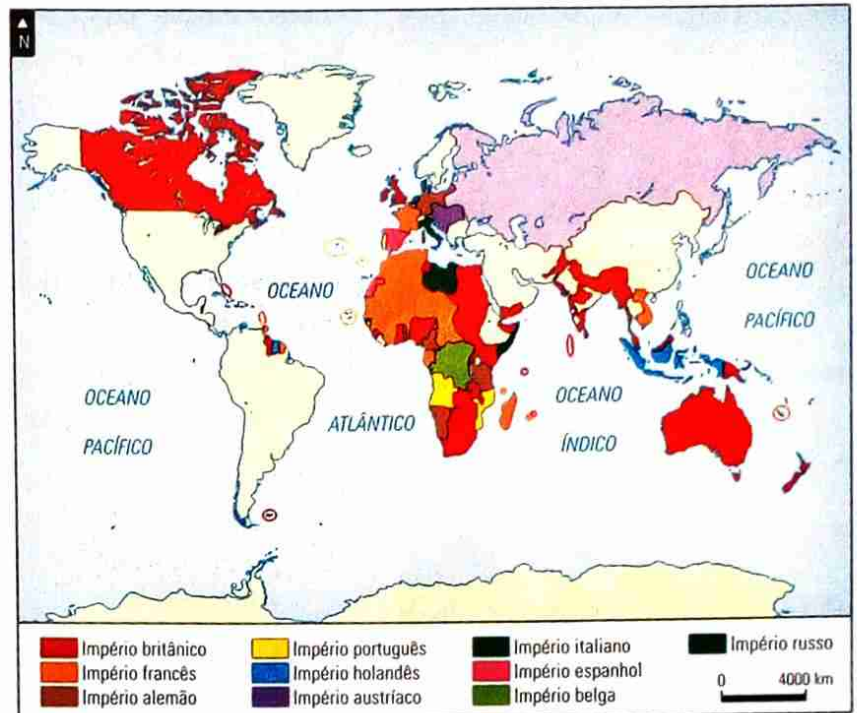 N
OCEANO
OCEANO
PACÍFICO
OCEANO
PACÍFICO
ATLÂNTICO
OCEANO
ÍNDICO
Império britânico
Império francês
Império alemão
Império português
Império holandês
Império austríaco
Império italiano
Império espanhol
Império belga
Império russo
0 4000 km